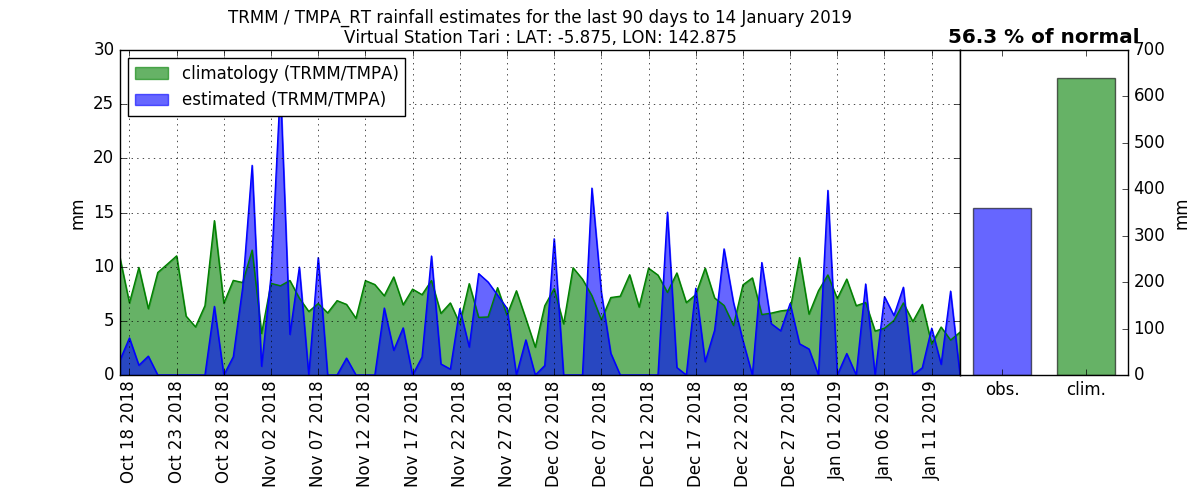 TRMM / TMPA_RT rainfall estimates for the last 90 days to 14 January 2019
Virtual Station Tari : LAT: -5.875, LON: 142.875
56.3 % of normal
climatology (TRMM/TMPA)
estimated (TRMM/TMPA)
mm
30
25
20
15
10
5
0
Oct 18 2018
Oct 23 2018
Oct 28 2018
Nov 02 2018
Nov 07 2018
Nov 12 2018
Nov 17 2018
Nov 22 2018
Nov 27 2018
Dec 02 2018
Dec 07 2018
Dec 12 2018
Dec 17 2018
Dec 22 2018
Dec 27 2018
Jan 01 2019
Jan 06 2019
Jan 11 2019
obs.
clim.
700
600
500
400
300
200
100
0
mm